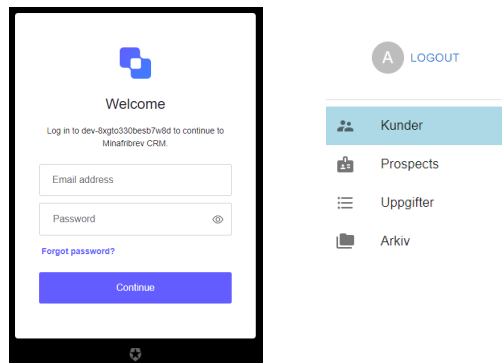 Welcome
Log in to dev-8xgto330besb7w8d to continue to
Minafribrev CRM.
Email address
Password
Forgot password?
Continue
A LOGOUT
Kunder
Prospects
Uppgifter
Arkiv